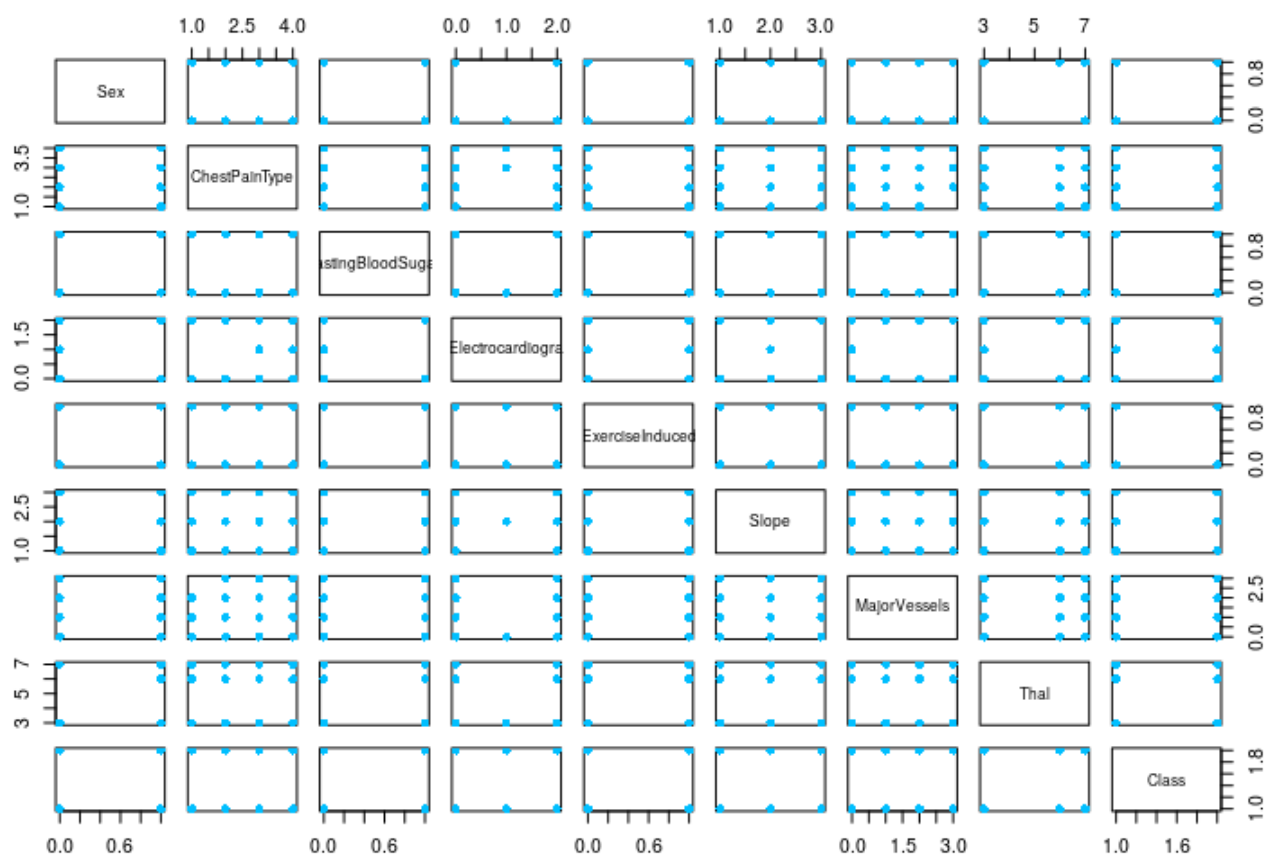 1.0 2.5 4.0 0.0 1.0 2.0 1.0 2.0 3.0 3 5 7
Sex 0.0 0.8
1.0 3.5 ChestPainType
astingBloodSuga 0.0 0.8
0.0 1.5 Electrocardiogra
ExerciseInduced 0.0 0.8
1.0 2.5 Slope
MajorVessels 0.0 2.5
3 5 7 Thal
Class 1.0 1.8
0.0 0.6 0.0 0.6 0.0 0.6 0.0 1.5 3.0 1.0 1.6